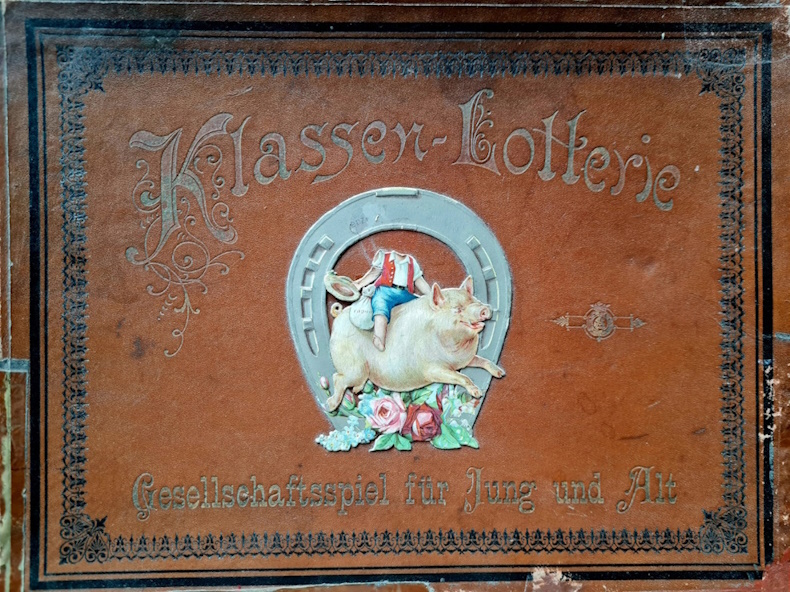 Klassen-Lotterie
Gesellschaftsspiel für Jung und Alt